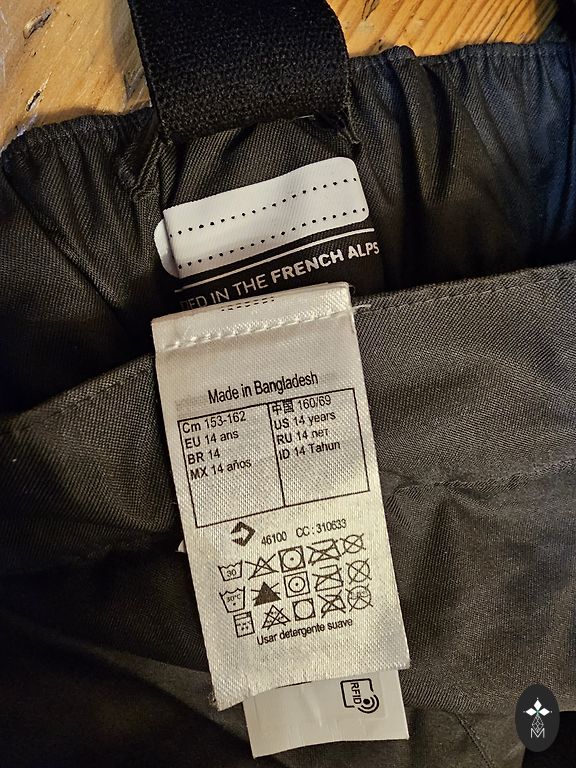 ED IN THE FRENCH ALPS
Made in Bangladesh
Cm 153-162
EU 14 ans
BR 14
MX 14 años
中国 160/69
US 14 years
RU 14 лет
ID 14 Tahun
46100 CC : 310633
30
30°C
Usar detergente suave
RFID
M